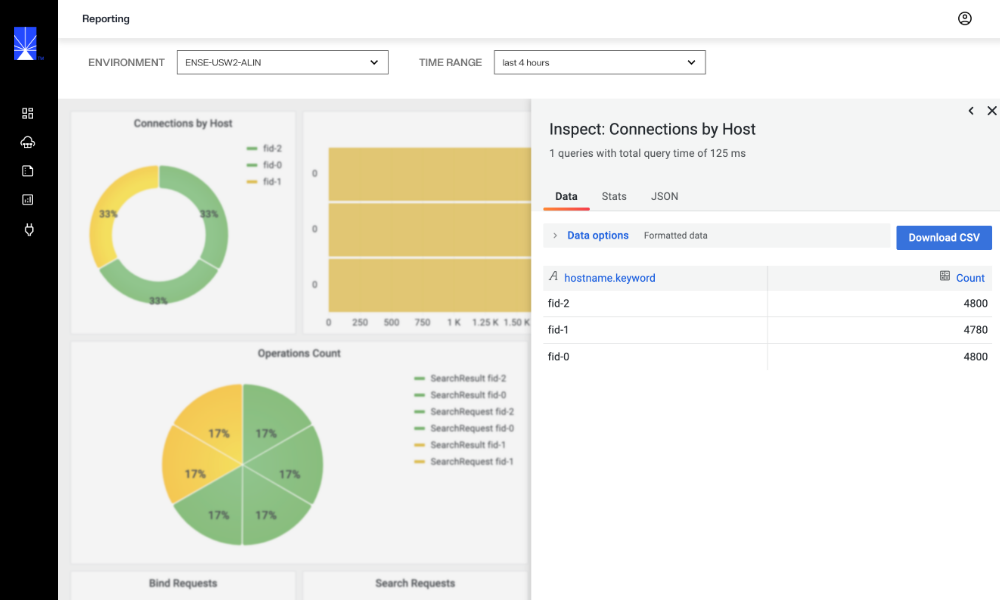 Reporting
ENVIRONMENT
ENSE-USW2-ALIN
TIME RANGE
last 4 hours
Connections by Host
fid-2
fid-0
fid-1
33%
33%
33%
0
0
0
0 250 500 750 1 K 1.25 K 1.50 K
Operations Count
SearchResult fid-2
SearchResult fid-0
SearchRequest fid-2
SearchRequest fid-0
SearchResult fid-1
SearchRequest fid-1
17% 17%
17% 17%
17% 17%
Bind Requests
Search Requests
Inspect: Connections by Host
1 queries with total query time of 125 ms
Data Stats JSON
Data options Formatted data
Download CSV
hostname.keyword Count
fid-2 4800
fid-1 4780
fid-0 4800